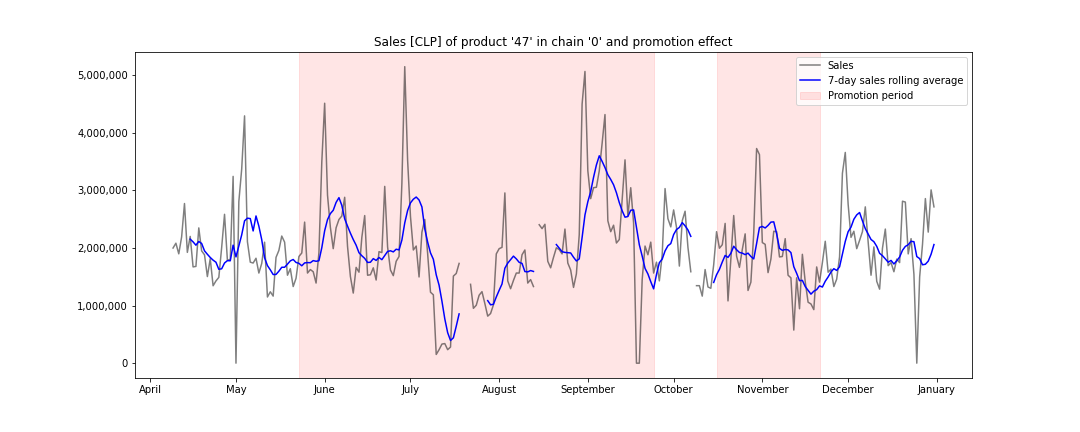 Sales [CLP] of product '47' in chain '0' and promotion effect
Sales
7-day sales rolling average
Promotion period
5,000,000
4,000,000
3,000,000
2,000,000
1,000,000
0
April May June July August September October November December January